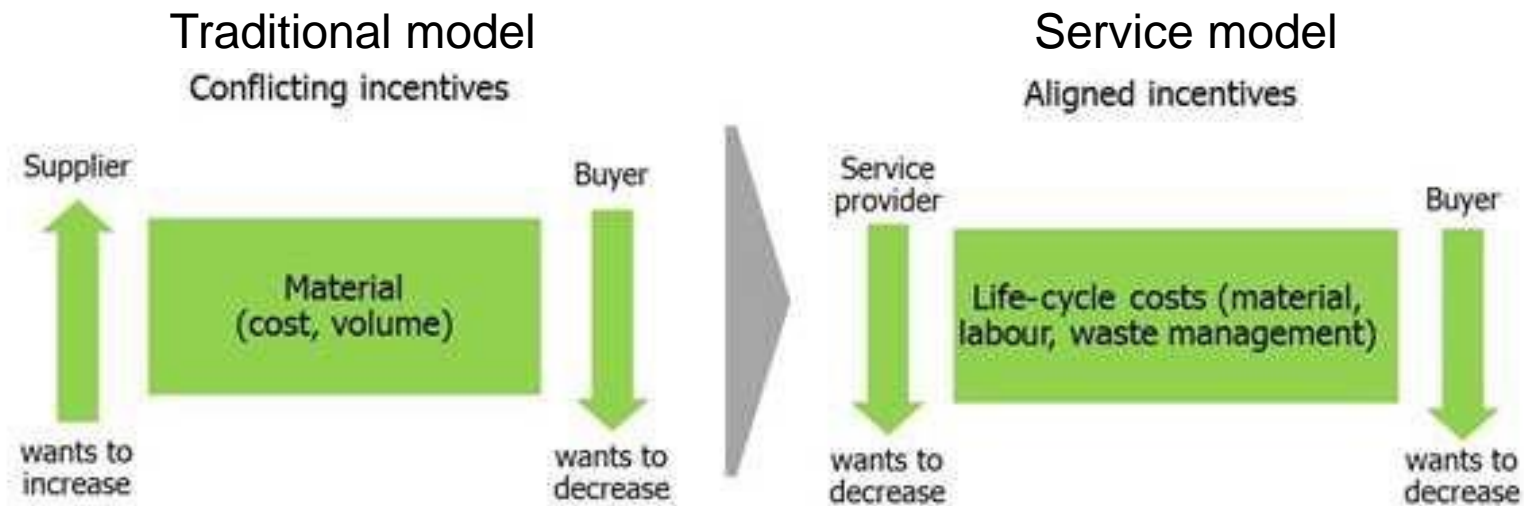 Traditional model
Conflicting incentives
Supplier
Buyer
Material
(cost, volume)
wants to
increase
wants to
decrease
Service model
Aligned incentives
Service
provider
Buyer
Life-cycle costs (material,
labour, waste management)
wants to
decrease
wants to
decrease